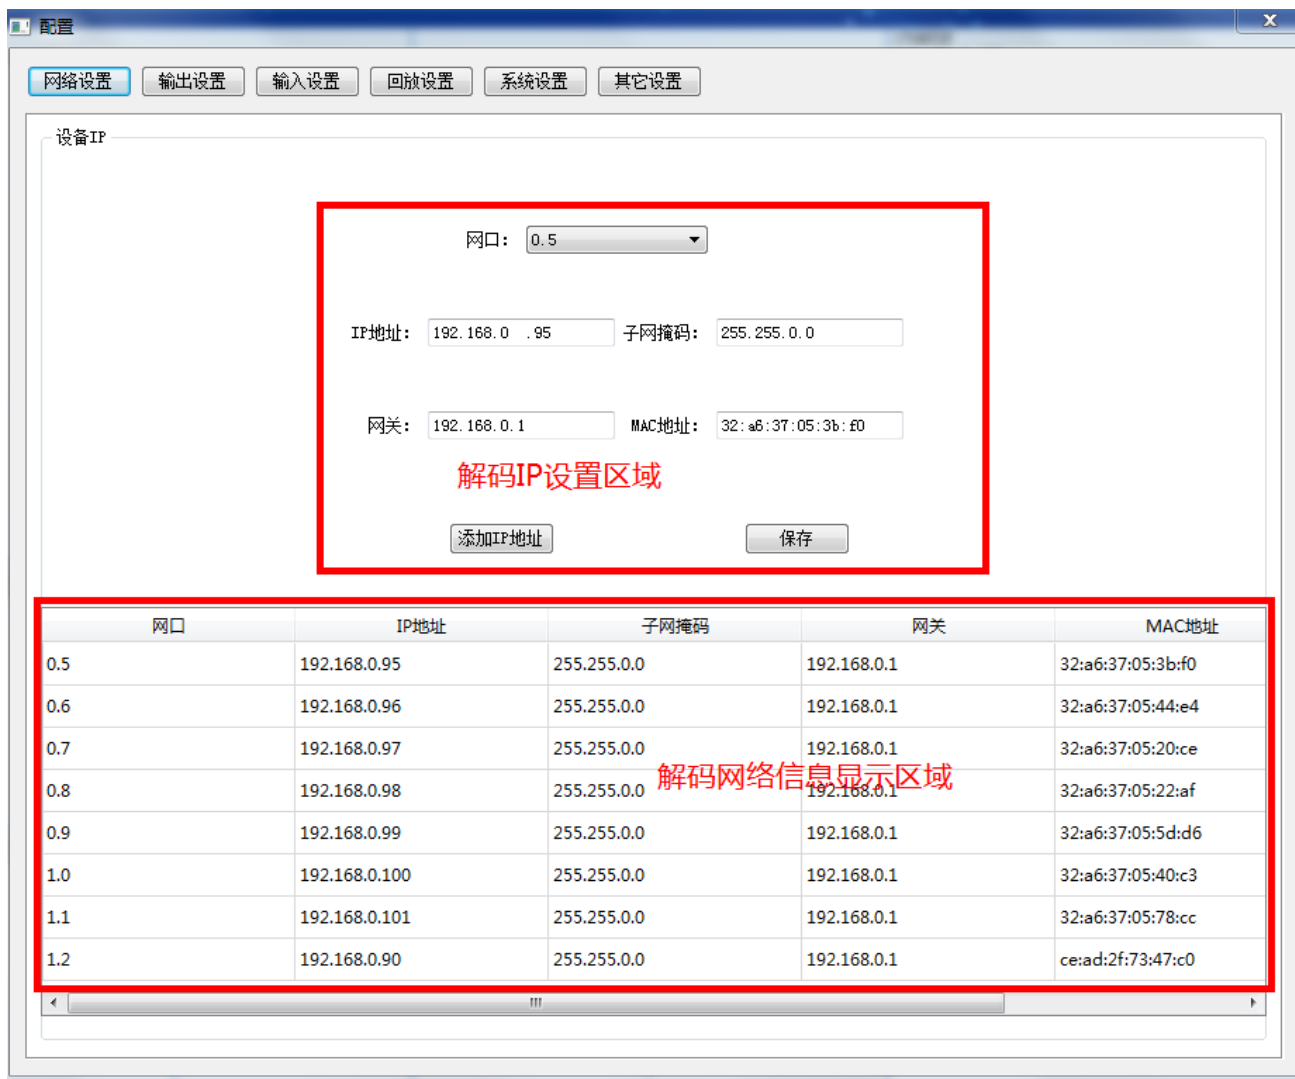 配置
网络设置 输出设置 输入设置 回放设置 系统设置 其它设置
设备IP
网口： 0.5
IP地址： 192.168.0 .95 子网掩码： 255.255.0.0
网关： 192.168.0.1 MAC地址： 32:a6:37:05:3b:f0
解码IP设置区域
添加IP地址 保存
网口 IP地址 子网掩码 网关 MAC地址
0.5 192.168.0.95 255.255.0.0 192.168.0.1 32:a6:37:05:3b:f0
0.6 192.168.0.96 255.255.0.0 192.168.0.1 32:a6:37:05:44:e4
0.7 192.168.0.97 255.255.0.0 192.168.0.1 32:a6:37:05:20:ce
解码网络信息显示区域
0.8 192.168.0.98 255.255.0.0 192.168.0.1 32:a6:37:05:22:af
0.9 192.168.0.99 255.255.0.0 192.168.0.1 32:a6:37:05:5d:d6
1.0 192.168.0.100 255.255.0.0 192.168.0.1 32:a6:37:05:40:c3
1.1 192.168.0.101 255.255.0.0 192.168.0.1 32:a6:37:05:78:cc
1.2 192.168.0.90 255.255.0.0 192.168.0.1 ce:ad:2f:73:47:c0